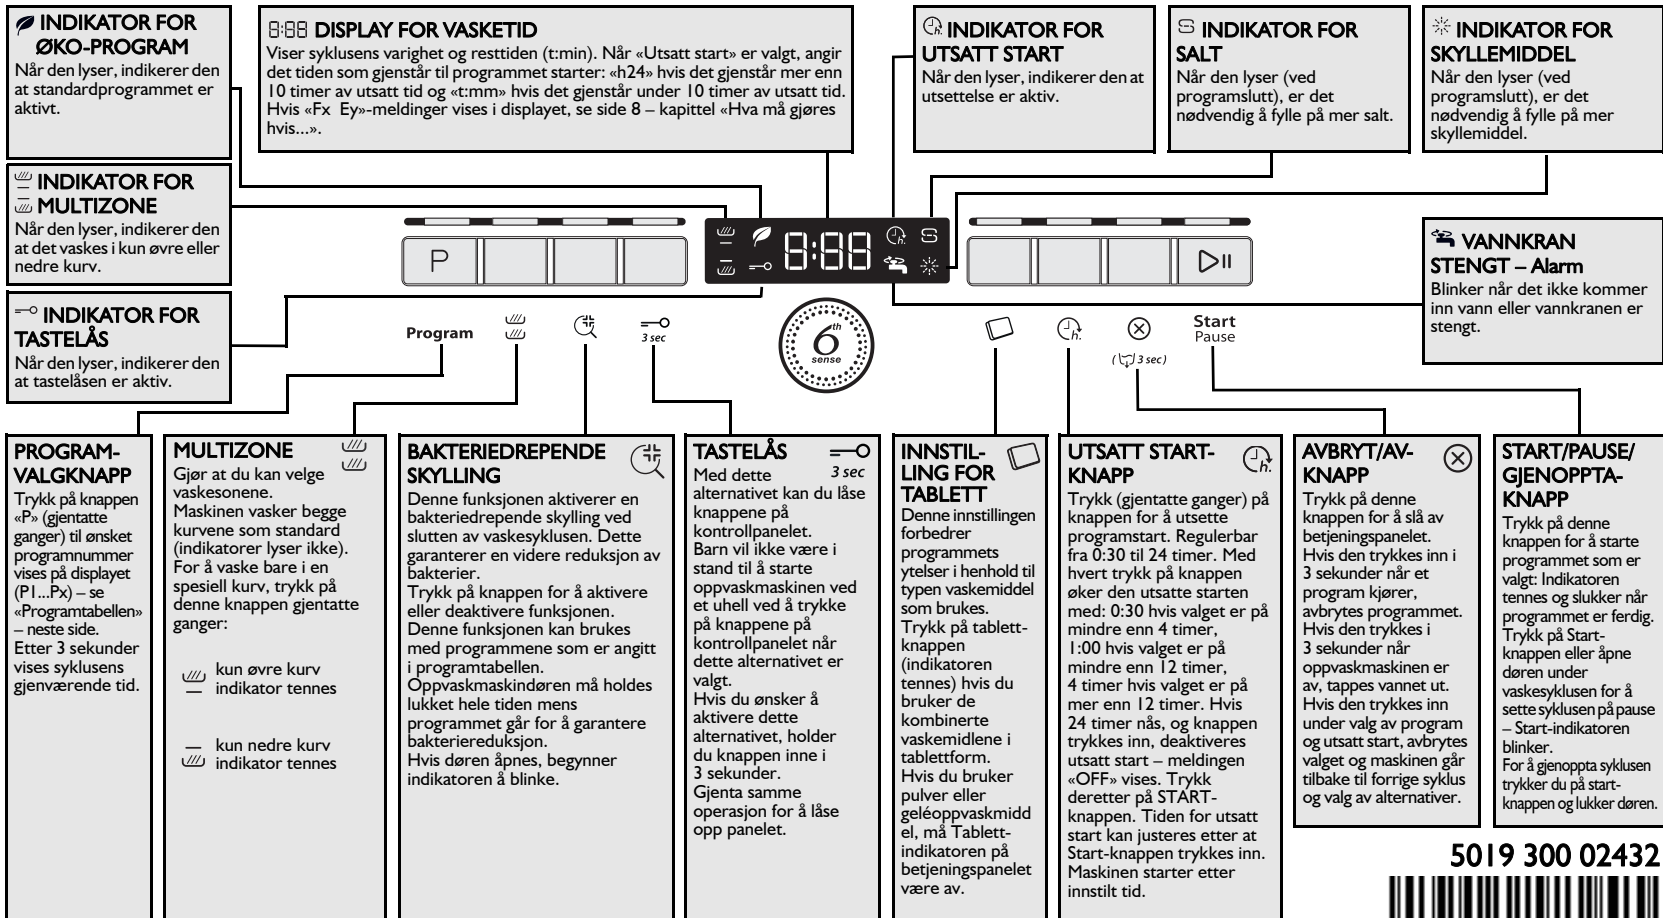 INDIKATOR FOR
ØKO-PROGRAM
Når den lyser, indikerer den
at standardprogrammet er
aktivt.
8:88 DISPLAY FOR VASKETID
Viser syklusens varighet og resttiden (t:min). Når «Utsatt start» er valgt, angir
det tiden som gjenstår til programmet starter: «h24» hvis det gjenstår mer enn
10 timer av utsatt tid og «t:mm» hvis det gjenstår under 10 timer av utsatt tid.
Hvis «Fx Ey»-meldinger vises i displayet, se side 8 – kapittel «Hva må gjøres
hvis...».
h. INDIKATOR FOR
UTSATT START
Når den lyser, indikerer den at
utsettelse er aktiv.
INDIKATOR FOR
SALT
Når den lyser (ved
programslutt), er det
nødvendig å fylle på mer salt.
INDIKATOR FOR
SKYLLEMIDDEL
Når den lyser (ved
programslutt), er det
nødvendig å fylle på mer
skyllemiddel.
INDIKATOR FOR
MULTIZONE
Når den lyser, indikerer den
at det vaskes i kun øvre eller
nedre kurv.
INDIKATOR FOR
TASTELÅS
Når den lyser, indikerer den
at tastelåsen er aktiv.
P
8:88
h.
VANNKRAN
STENGT – Alarm
Blinker når det ikke kommer
inn vann eller vannkranen er
stengt.
Program
3 sec
6th
sense
h.
( 3 sec)
Start
Pause
PROGRAM-
VALGKNAPP
Trykk på knappen
«P» (gjentatte
ganger) til ønsket
programnummer
vises på displayet
(P1...Px) – se
«Programtabellen»
– neste side.
Etter 3 sekunder
vises syklusens
gjenværende tid.
MULTIZONE
Gjør at du kan velge
vaskesonene.
Maskinen vasker begge
kurvene som standard
(indikatorer lyser ikke).
For å vaske bare i en
spesiell kurv, trykk på
denne knappen gjentatte
ganger:
kun øvre kurv
indikator tennes
kun nedre kurv
indikator tennes
BAKTERIEDREPENDE
SKYLLING
Denne funksjonen aktiverer en
bakteriedrepende skylling ved
slutten av vaskesyklusen. Dette
garanterer en videre reduksjon av
bakterier.
Trykk på knappen for å aktivere
eller deaktivere funksjonen.
Denne funksjonen kan brukes
med programmene som er angitt
i programtabellen.
Oppvaskmaskindøren må holdes
lukket hele tiden mens
programmet går for å garantere
bakteriereduksjon.
Hvis døren åpnes, begynner
indikatoren å blinke.
TASTELÅS
3 sec
Med dette
alternativet kan du låse
knappene på
kontrollpanelet.
Barn vil ikke være i
stand til å starte
oppvaskmaskinen ved
et uhell ved å trykke
på knappene på
kontrollpanelet når
dette alternativet er
valgt.
Hvis du ønsker å
aktivere dette
alternativet, holder
du knappen inne i
3 sekunder.
Gjenta samme
operasjon for å låse
opp panelet.
INNSTIL-
LING FOR
TABLETT
Denne innstillingen
forbedrer
programmets
ytelser i henhold til
typen vaskemiddel
som brukes.
Trykk på tablett-
knappen
(indikatoren
tennes) hvis du
bruker de
kombinerte
vaskemidlene i
tablettform.
Hvis du bruker
pulver eller
geléoppvaskmidd
el, må Tablett-
indikatoren på
betjeningspanelet
være av.
UTSATT START-
KNAPP
h.
Trykk (gjentatte ganger) på
knappen for å utsette
programstart. Regulerbar
fra 0:30 til 24 timer. Med
hvert trykk på knappen
øker den utsatte starten
med: 0:30 hvis valget er på
mindre enn 4 timer,
1:00 hvis valget er på
mindre enn 12 timer,
4 timer hvis valget er på
mer enn 12 timer. Hvis
24 timer nås, og knappen
trykkes inn, deaktiveres
utsatt start – meldingen
«OFF» vises. Trykk
deretter på START-
knappen. Tiden for utsatt
start kan justeres etter at
Start-knappen trykkes inn.
Maskinen starter etter
innstilt tid.
AVBRYT/AV-
KNAPP
Trykk på denne
knappen for å slå av
betjeningspanelet.
Hvis den trykkes inn i
3 sekunder når et
program kjører,
avbrytes programmet.
Hvis den trykkes i
3 sekunder når
oppvaskmaskinen er
av, tappes vannet ut.
Hvis den trykkes inn
under valg av program
og utsatt start, avbrytes
valget og maskinen går
tilbake til forrige syklus
og valg av alternativer.
START/PAUSE/
GJENOPPTA-
KNAPP
Trykk på denne
knappen for å starte
programmet som er
valgt: Indikatoren
tennes og slukker når
programmet er ferdig.
Trykk på Start-
knappen eller åpne
døren under
vaskesyklusen for å
sette syklusen på pause
– Start-indikatoren
blinker.
For å gjenoppta syklusen
trykker du på start-
knappen og lukker døren.
5019 300 02432